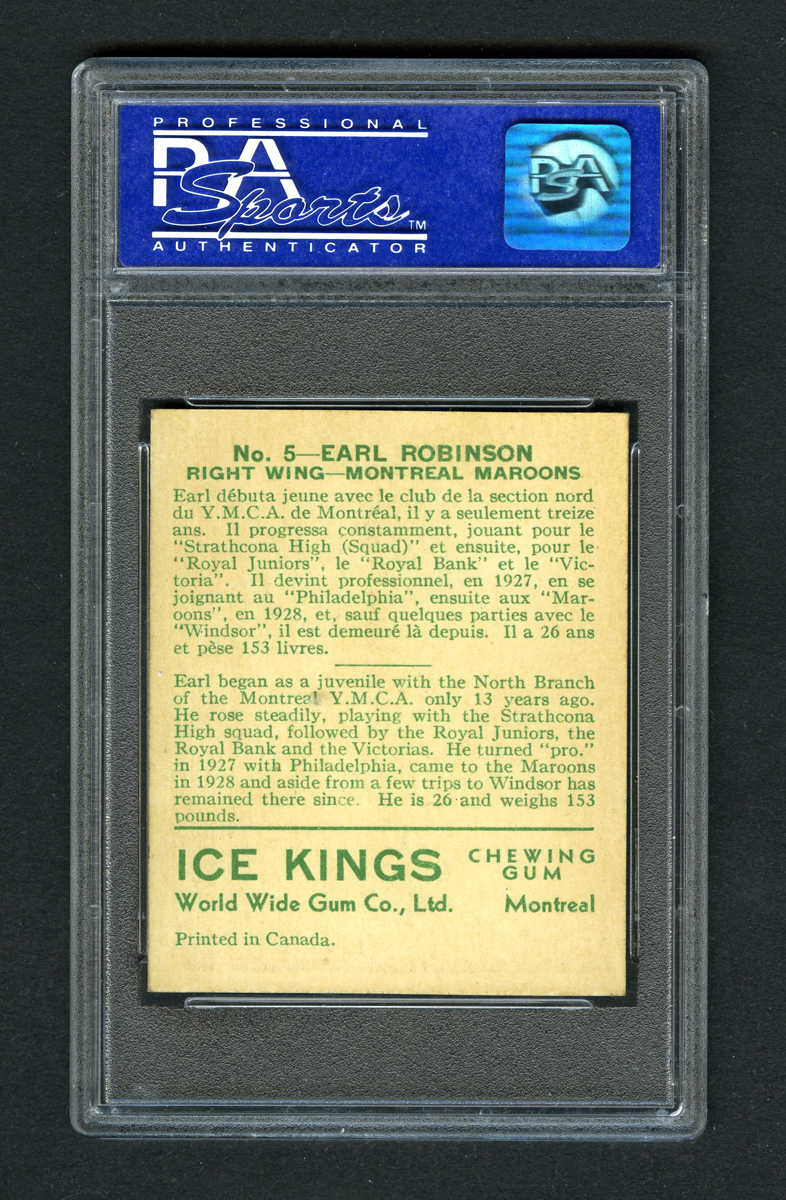 PROFESSIONAL
PSA
Sports™
AUTHENTICATOR
PSA
No. 5—EARL ROBINSON
RIGHT WING—MONTREAL MAROONS
Earl débuta jeune avec le club de la section nord
du Y.M.C.A. de Montréal, il y a seulement treize
ans. Il progressa constamment, jouant pour le
“Strathcona High (Squad)” et ensuite, pour le
“Royal Juniors”, le “Royal Bank” et le “Vic-
toria”. Il devint professionnel, en 1927, en se
joignant au “Philadelphia”, ensuite aux “Mar-
oons”, en 1928, et, sauf quelques parties avec le
“Windsor”, il est demeuré là depuis. Il a 26 ans
et pèse 153 livres.
Earl began as a juvenile with the North Branch
of the Montreal Y.M.C.A. only 13 years ago.
He rose steadily, playing with the Strathcona
High squad, followed by the Royal Juniors, the
Royal Bank and the Victorias. He turned “pro.”
in 1927 with Philadelphia, came to the Maroons
in 1928 and aside from a few trips to Windsor has
remained there since. He is 26 and weighs 153
pounds.
ICE KINGS CHEWING GUM
World Wide Gum Co., Ltd. Montreal
Printed in Canada.